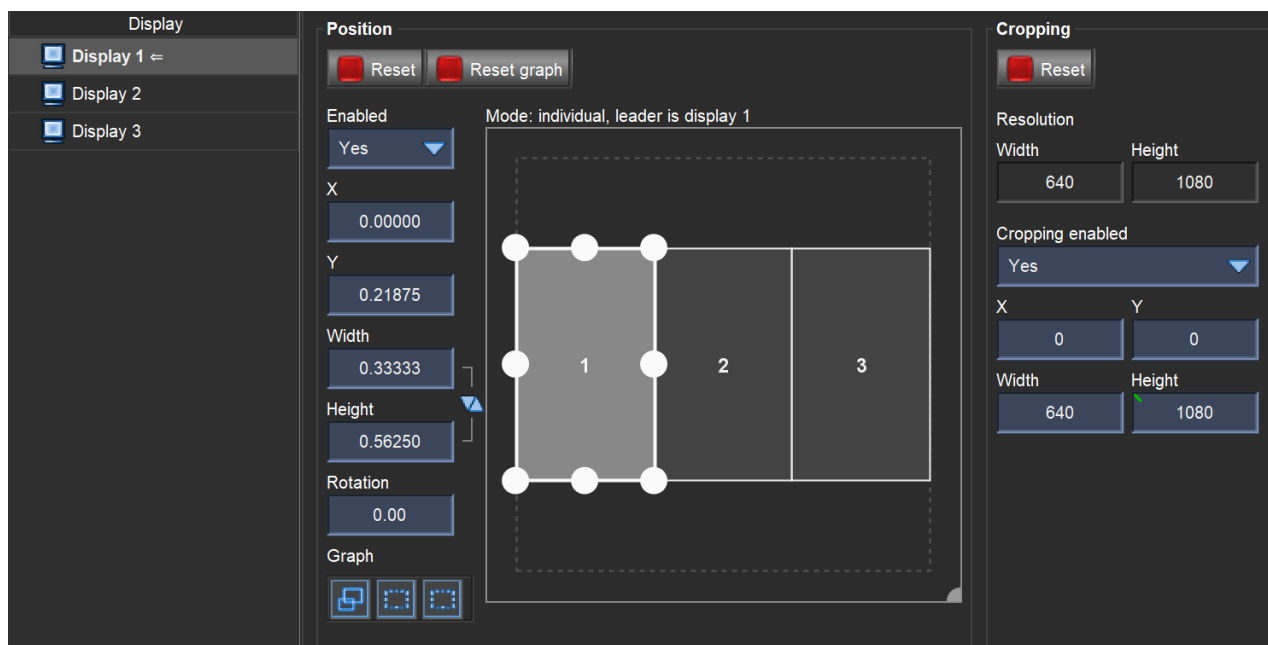 Display
Display 1 ⇐
Display 2
Display 3
Position
Reset
Reset graph
Enabled
Yes
X
0.00000
Y
0.21875
Width
0.33333
Height
0.56250
Rotation
0.00
Graph
Mode: individual, leader is display 1
1
2
3
Cropping
Reset
Resolution
Width Height
640 1080
Cropping enabled
Yes
X Y
0 0
Width Height
640 1080